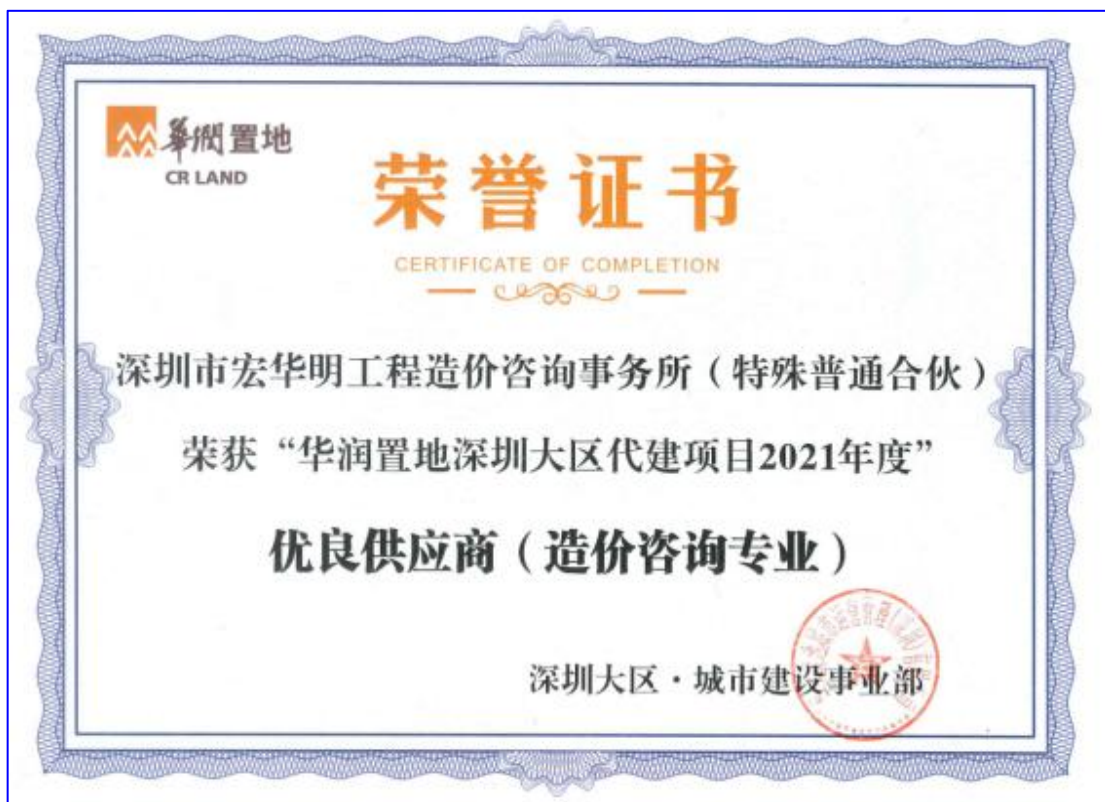 華潤置地
CR LAND
荣誉证书
CERTIFICATE OF COMPLETION
深圳市宏华明工程造价咨询事务所（特殊普通合伙）
荣获“华润置地深圳大区代建项目2021年度”
优良供应商（造价咨询专业）
深圳大区·城市建设事业部